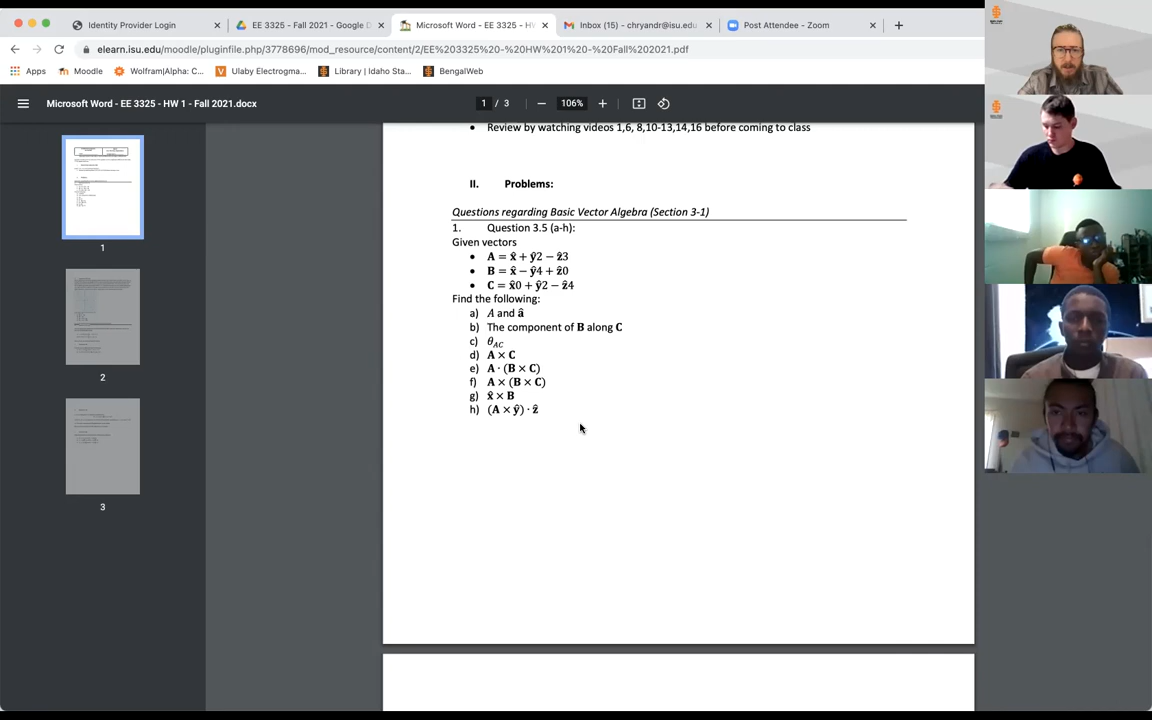 Identity Provider Login
EE 3325 - Fall 2021 - Google D
Microsoft Word - EE 3325 - HW
Inbox (15) - chryandr@isu.edu
Post Attendee - Zoom
elearn.isu.edu/moodle/pluginfile.php/3778696/mod_resource/content/2/EE%203325%20-%20HW%201%20-%20Fall%202021.pdf
Apps
Moodle
Wolfram|Alpha: C...
Ulaby Electrogma...
Library | Idaho Sta...
BengalWeb
Microsoft Word - EE 3325 - HW 1 - Fall 2021.docx
1 / 3
106%
1
2
3
• Review by watching videos 1,6, 8,10-13,14,16 before coming to class
II. Problems:
Questions regarding Basic Vector Algebra (Section 3-1)
1. Question 3.5 (a-h):
Given vectors
• A = x̂ + ŷ2 − ẑ3
• B = x̂ − ŷ4 + ẑ0
• C = x̂0 + ŷ2 − ẑ4
Find the following:
a) A and â
b) The component of B along C
c) θ_AC
d) A × C
e) A · (B × C)
f) A × (B × C)
g) x̂ × B
h) (A × ŷ) · ẑ